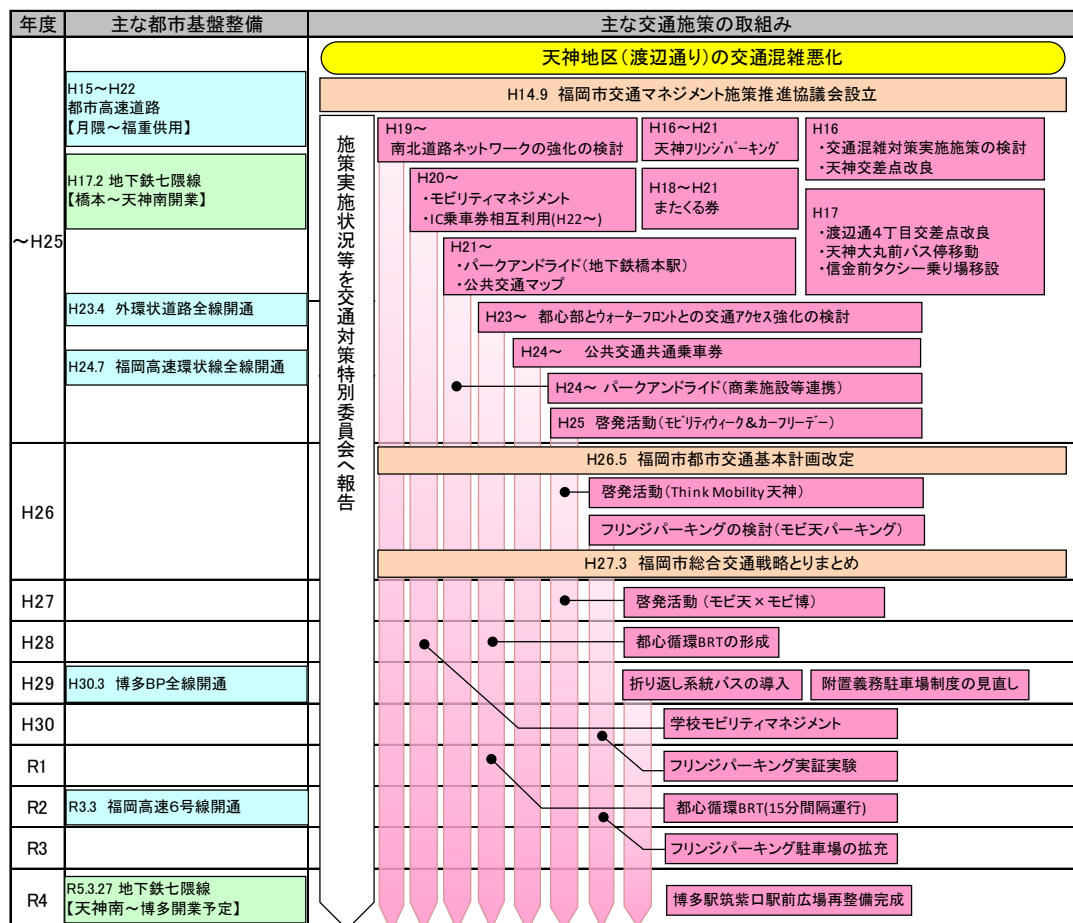 年度
主な都市基盤整備
主な交通施策の取組み
天神地区(渡辺通り)の交通混雑悪化
～H25
H15～H22
都市高速道路
【月隈～福重供用】
H14.9 福岡市交通マネジメント施策推進協議会設立
施策実施状況等を交通対策特別委員会へ報告
H19～
南北道路ネットワークの強化の検討
H16～H21
天神フリンジパーキング
H16
・交通混雑対策実施施策の検討
・天神交差点改良
H17.2 地下鉄七隈線
【橋本～天神南開業】
H20～
・モビリティマネジメント
・IC乗車券相互利用(H22～)
H18～H21
またくる券
H17
・渡辺通4丁目交差点改良
・天神大丸前バス停移動
・信金前タクシー乗り場移設
H21～
・パークアンドライド(地下鉄橋本駅)
・公共交通マップ
H23.4 外環状道路全線開通
H23～ 都心部とウォーターフロントとの交通アクセス強化の検討
H24.7 福岡高速環状線全線開通
H24～ 公共交通共通乗車券
H24～ パークアンドライド(商業施設等連携)
H25 啓発活動(モビリティウィーク&カーフリーデー)
H26
H26.5 福岡市都市交通基本計画改定
啓発活動(Think Mobility 天神)
フリンジパーキングの検討(モビ天パーキング)
H27.3 福岡市総合交通戦略とりまとめ
H27
啓発活動 (モビ天×モビ博)
H28
都心循環BRTの形成
H29
H30.3 博多BP全線開通
折り返し系統バスの導入
附置義務駐車場制度の見直し
H30
学校モビリティマネジメント
R1
フリンジパーキング実証実験
R2
R3.3 福岡高速6号線開通
都心循環BRT(15分間隔運行)
R3
フリンジパーキング駐車場の拡充
R4
R5.3.27 地下鉄七隈線
【天神南～博多開業予定】
博多駅筑紫口駅前広場再整備完成